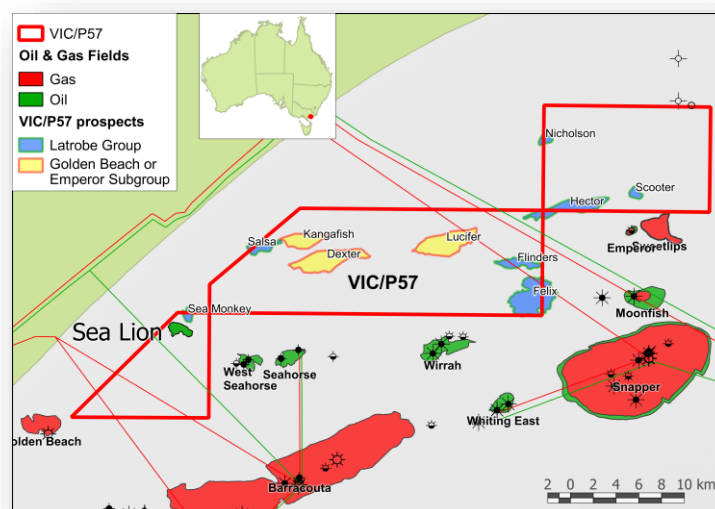 VIC/P57
Oil & Gas Fields
Gas
Oil
VIC/P57 prospects
Latrobe Group
Golden Beach or
Emperor Subgroup
Nicholson
Scooter
Hector
Kangafish
Salsa
Lucifer
Emperor
Sweetlips
Dexter
Flinders
VIC/P57
Felix
Sea Monkey
Moonfish
Sea Lion
West
Seahorse
Seahorse
Wirrah
Snapper
Whiting East
olden Beach
Barracouta
2 0 2 4 6 8 10 km